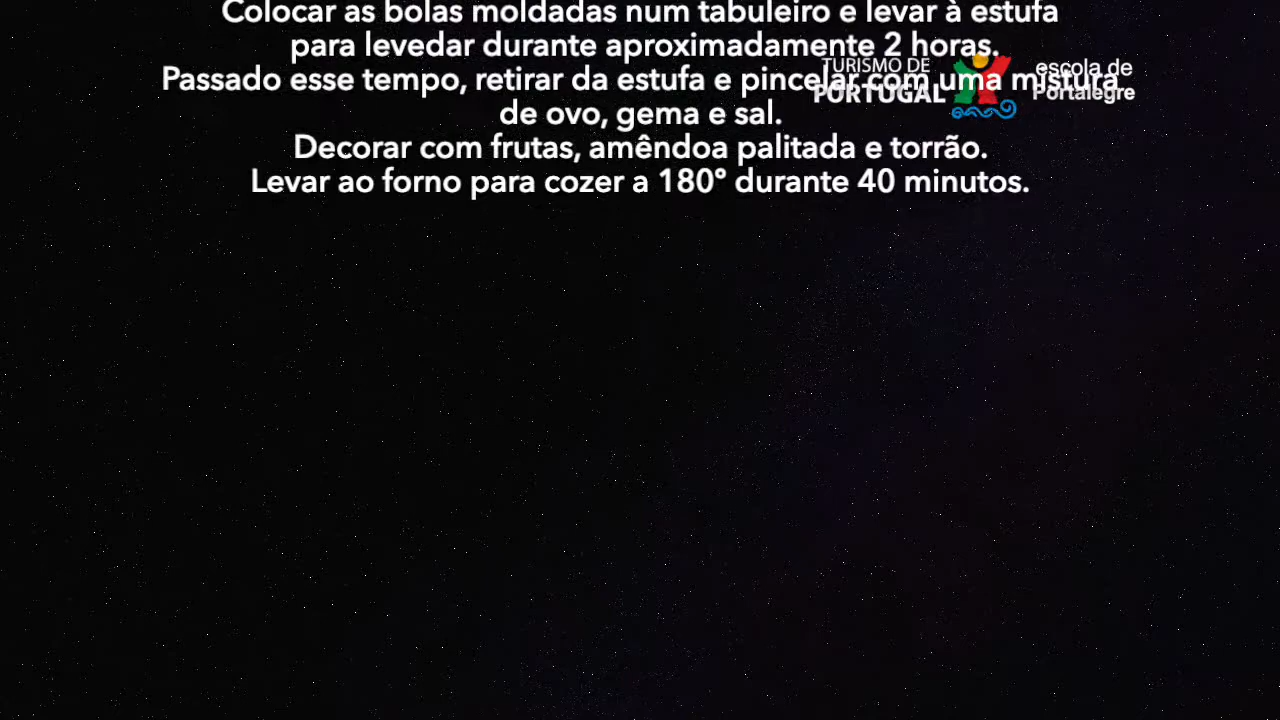 Colocar as bolas moldadas num tabuleiro e levar à estufa
para levedar durante aproximadamente 2 horas.
Passado esse tempo, retirar da estufa e pincelar com uma mistura
de ovo, gema e sal.
Decorar com frutas, amêndoa palitada e torrão.
Levar ao forno para cozer a 180º durante 40 minutos.
TURISMO DE
PORTUGAL
escola de
Portalegre